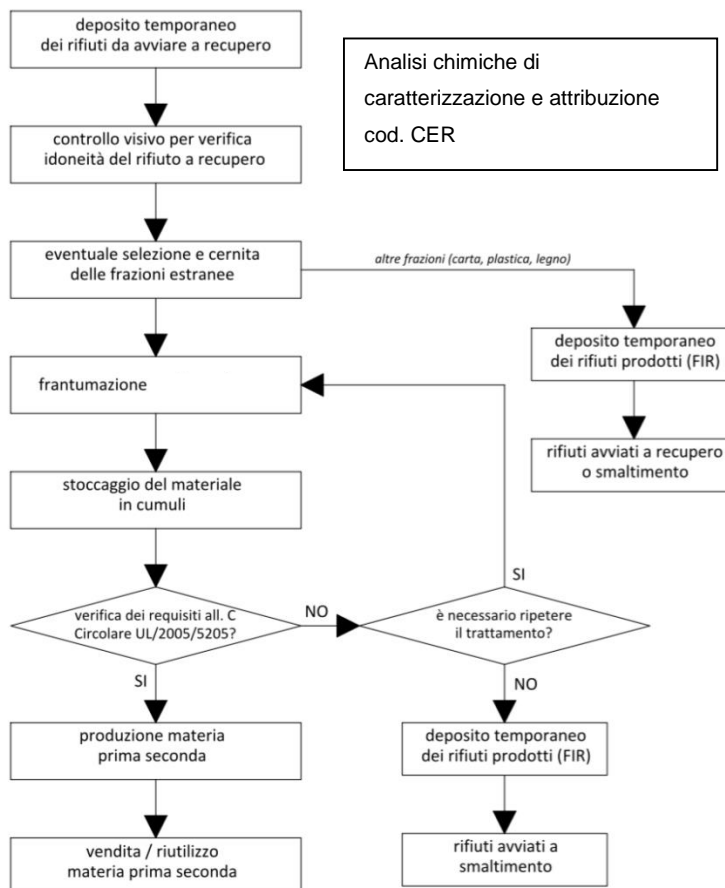 deposito temporaneo
dei rifiuti da avviare a recupero
Analisi chimiche di
caratterizzazione e attribuzione
cod. CER
controllo visivo per verifica
idoneità del rifiuto a recupero
eventuale selezione e cernita
delle frazioni estranee
altre frazioni (carta, plastica, legno)
deposito temporaneo
dei rifiuti prodotti (FIR)
frantumazione
rifiuti avviati a recupero
o smaltimento
stoccaggio del materiale
in cumuli
SI
verifica dei requisiti all. C
Circolare UL/2005/5205?
NO
è necessario ripetere
il trattamento?
SI
NO
produzione materia
prima seconda
deposito temporaneo
dei rifiuti prodotti (FIR)
vendita / riutilizzo
materia prima seconda
rifiuti avviati a
smaltimento